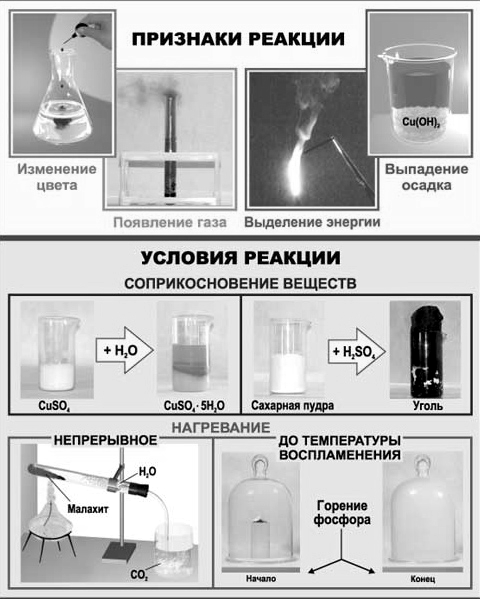 ПРИЗНАКИ РЕАКЦИИ
Cu(OH)₂
Изменение
цвета
Появление газа
Выделение энергии
Выпадение
осадка
УСЛОВИЯ РЕАКЦИИ
СОПРИКОСНОВЕНИЕ ВЕЩЕСТВ
+ H₂O
CuSO₄
CuSO₄· 5H₂O
+ H₂SO₄
Сахарная пудра
Уголь
НАГРЕВАНИЕ
НЕПРЕРЫВНОЕ
H₂O
Малахит
CO₂
ДО ТЕМПЕРАТУРЫ
ВОСПЛАМЕНЕНИЯ
Горение
фосфора
Начало
Конец